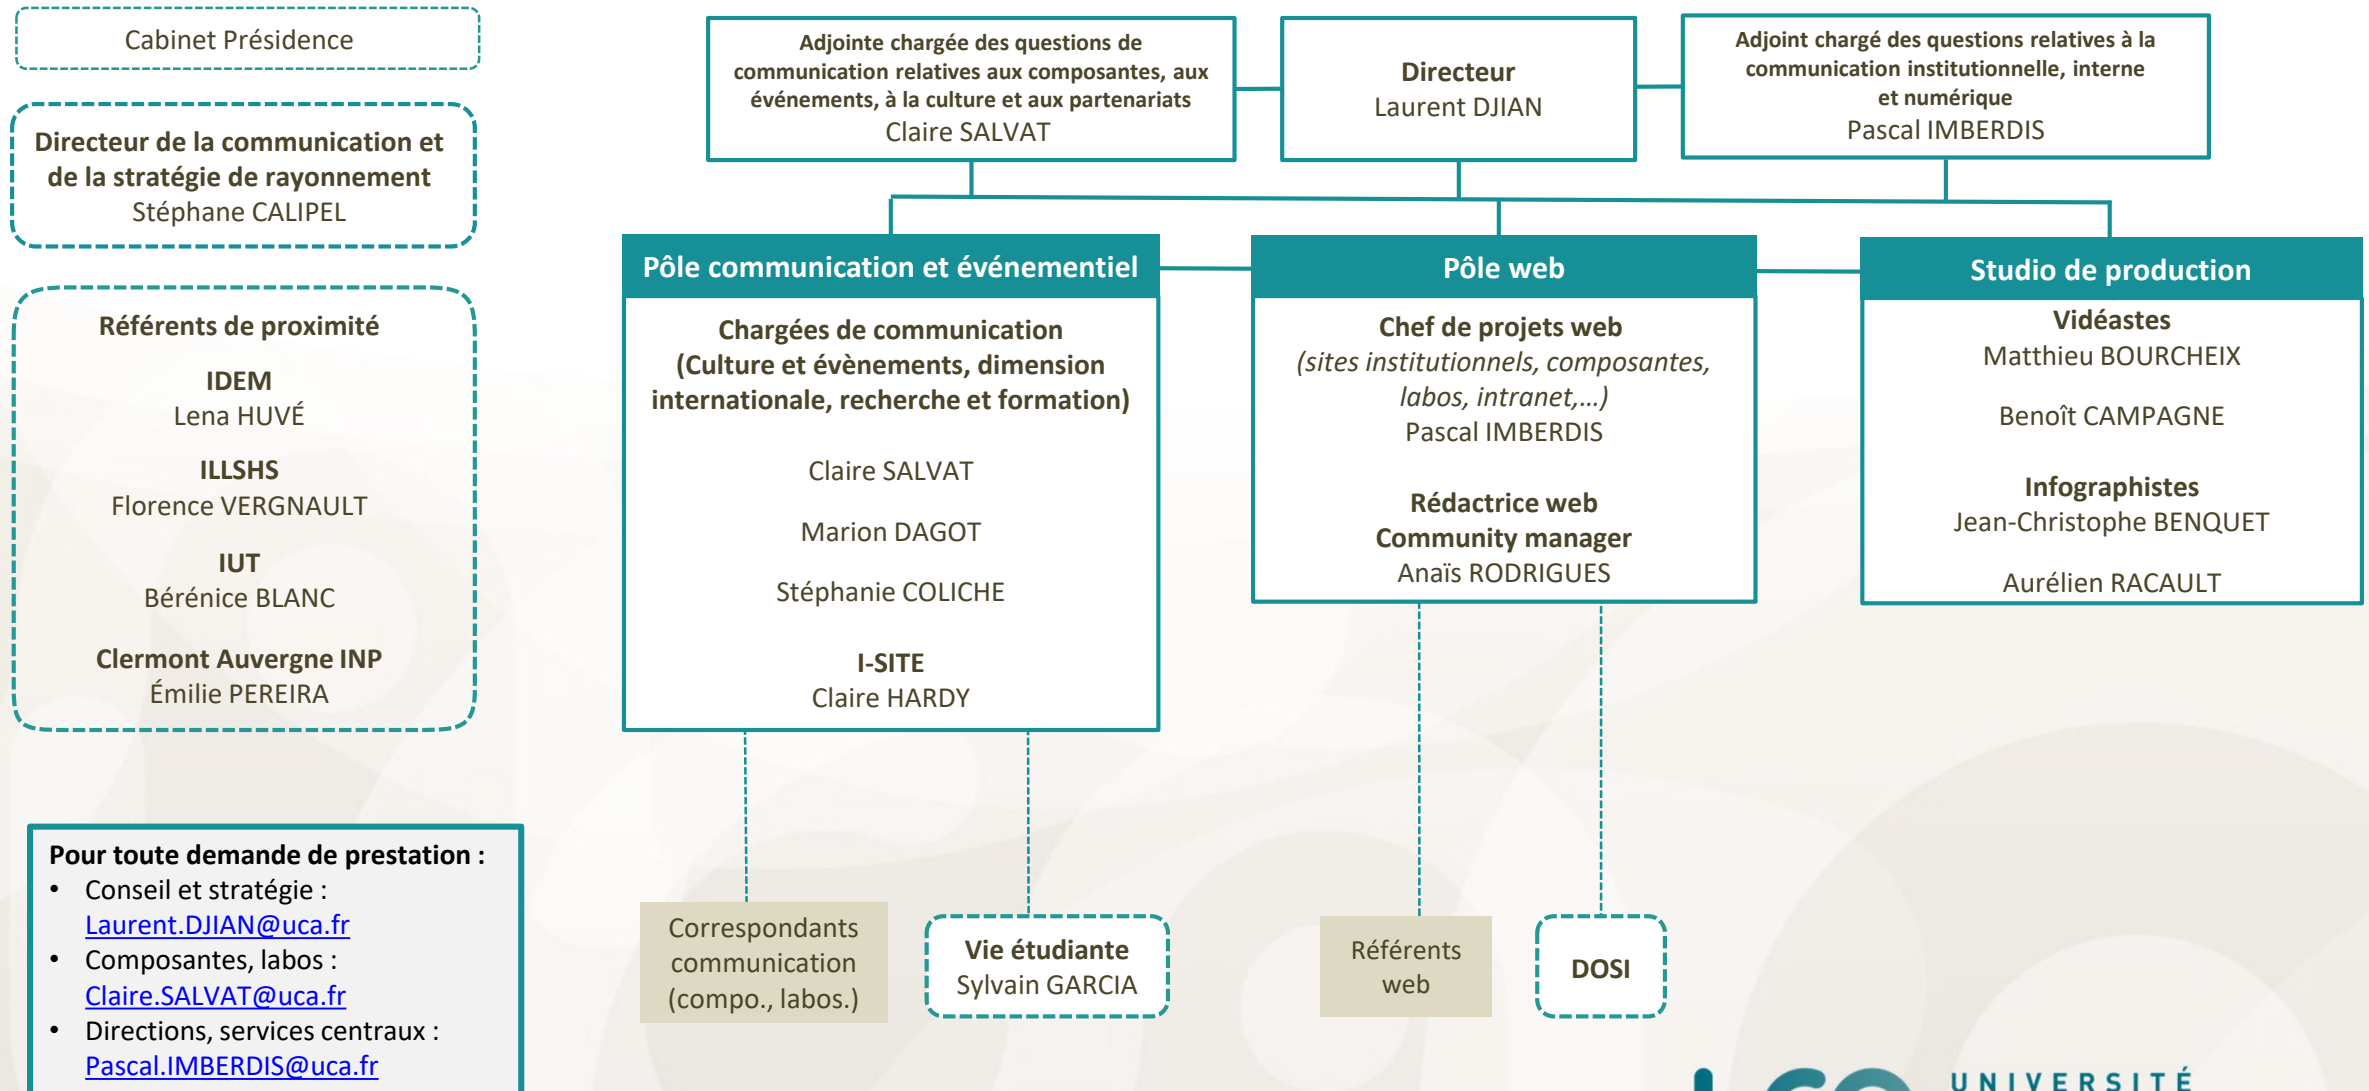 Cabinet Présidence
Directeur de la communication et
de la stratégie de rayonnement
Stéphane CALIPEL
Référents de proximité
IDEM
Lena HUVÉ
ILLSHS
Florence VERGNAULT
IUT
Bérénice BLANC
Clermont Auvergne INP
Émilie PEREIRA
Pour toute demande de prestation :
• Conseil et stratégie :
Laurent.DJIAN@uca.fr
• Composantes, labos :
Claire.SALVAT@uca.fr
• Directions, services centraux :
Pascal.IMBERDIS@uca.fr
Adjointe chargée des questions de
communication relatives aux composantes, aux
événements, à la culture et aux partenariats
Claire SALVAT
Directeur
Laurent DJIAN
Adjoint chargé des questions relatives à la
communication institutionnelle, interne
et numérique
Pascal IMBERDIS
Pôle communication et événementiel
Chargées de communication
(Culture et évènements, dimension
internationale, recherche et formation)
Claire SALVAT
Marion DAGOT
Stéphanie COLICHE
I-SITE
Claire HARDY
Pôle web
Chef de projets web
(sites institutionnels, composantes,
labos, intranet,...)
Pascal IMBERDIS
Rédactrice web
Community manager
Anaïs RODRIGUES
Studio de production
Vidéastes
Matthieu BOURCHEIX
Benoît CAMPAGNE
Infographistes
Jean-Christophe BENQUET
Aurélien RACAULT
Correspondants
communication
(compo., labos.)
Vie étudiante
Sylvain GARCIA
Référents
web
DOSI
UNIVERSITÉ